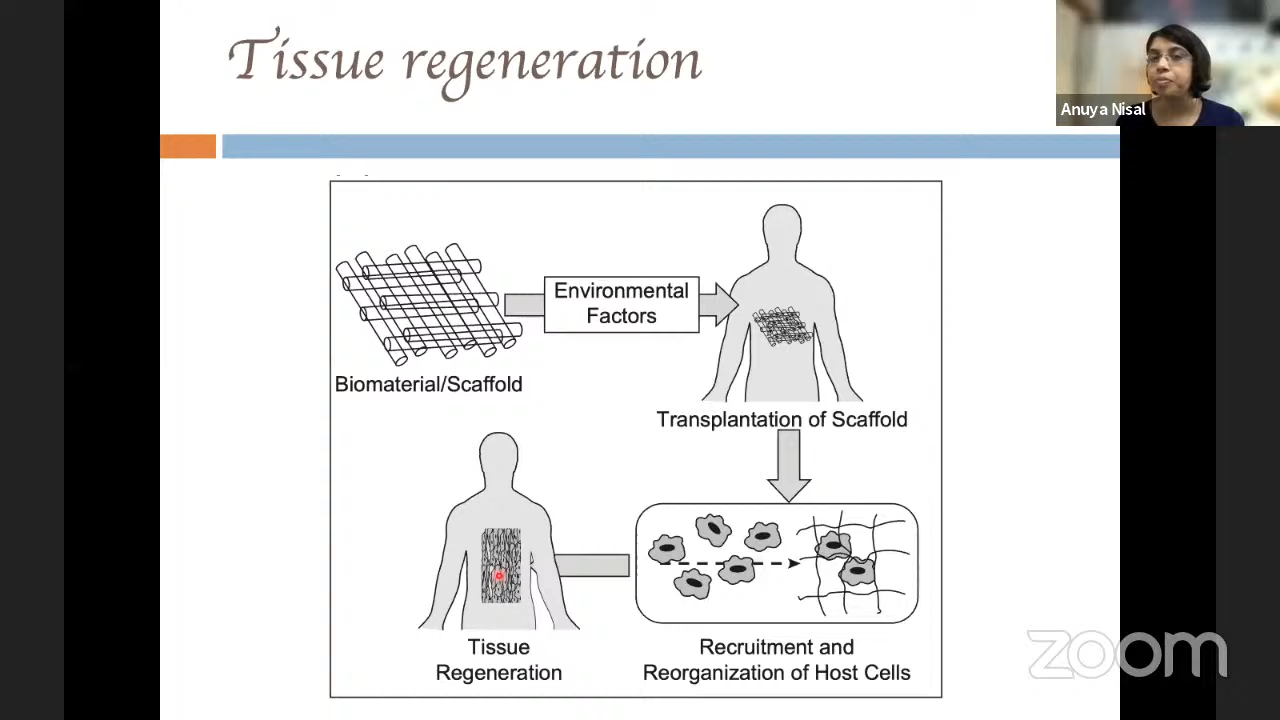 Tissue regeneration
Anuya Nisal
Environmental
Factors
Biomaterial/Scaffold
Transplantation of Scaffold
Tissue
Regeneration
Recruitment and
Reorganization of Host Cells
zoom